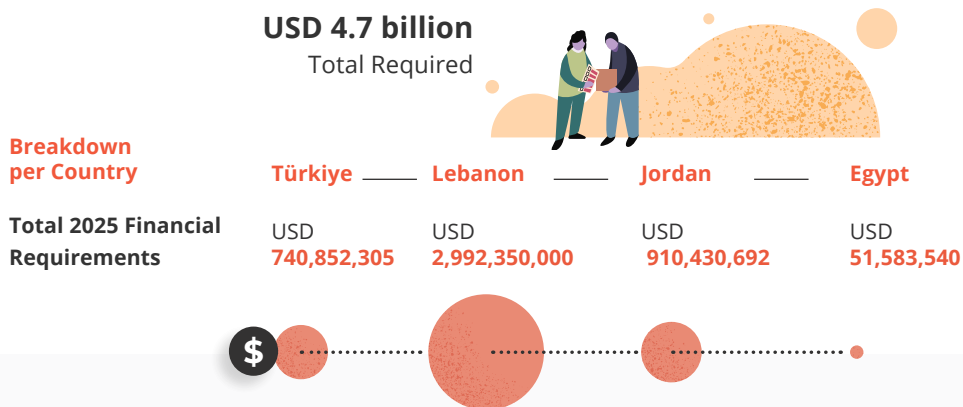 USD 4.7 billion
Total Required
Breakdown
per Country
Türkiye
Lebanon
Jordan
Egypt
Total 2025 Financial
Requirements
USD
740,852,305
USD
2,992,350,000
USD
910,430,692
USD
51,583,540
$